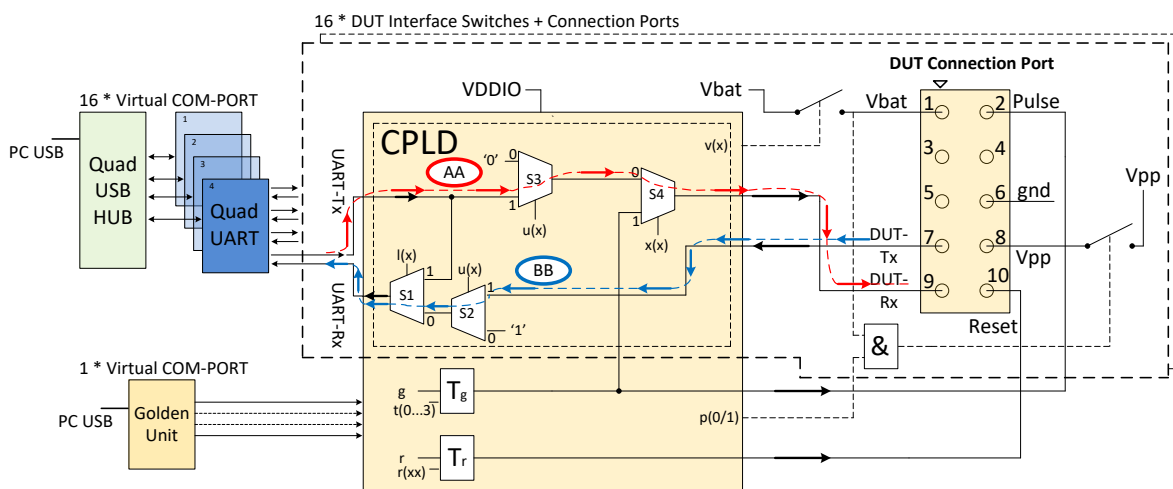 16 * DUT Interface Switches + Connection Ports
DUT Connection Port
16 * Virtual COM-PORT
VDDIO
Vbat
Vbat
1
2
Pulse
1
2
3
4
PC USB
Quad
USB
HUB
Quad
UART
UART-Tx
UART-Rx
CPLD
AA
'0'
0
1
S3
u(x)
0
1
S4
x(x)
v(x)
3
4
5
6
gnd
Vpp
DUT-
Tx
7
8
Vpp
DUT-
Rx
9
10
Reset
l(x)
1
0
S1
u(x)
1
0
S2
'1'
BB
&
1 * Virtual COM-PORT
PC USB
Golden
Unit
g
t(0...3)
Tg
p(0/1)
r
r(xx)
Tr